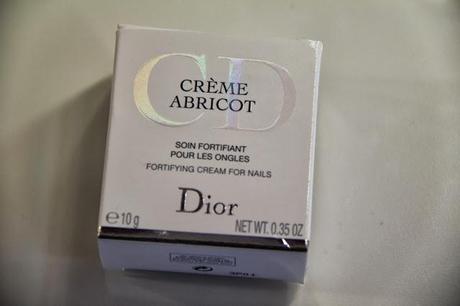 CD
CRÈME
ABRICOT
SOIN FORTIFIANT
POUR LES ONGLES
FORTIFYING CREAM FOR NAILS
Dior
℮ 10 g NET WT. 0.35 OZ